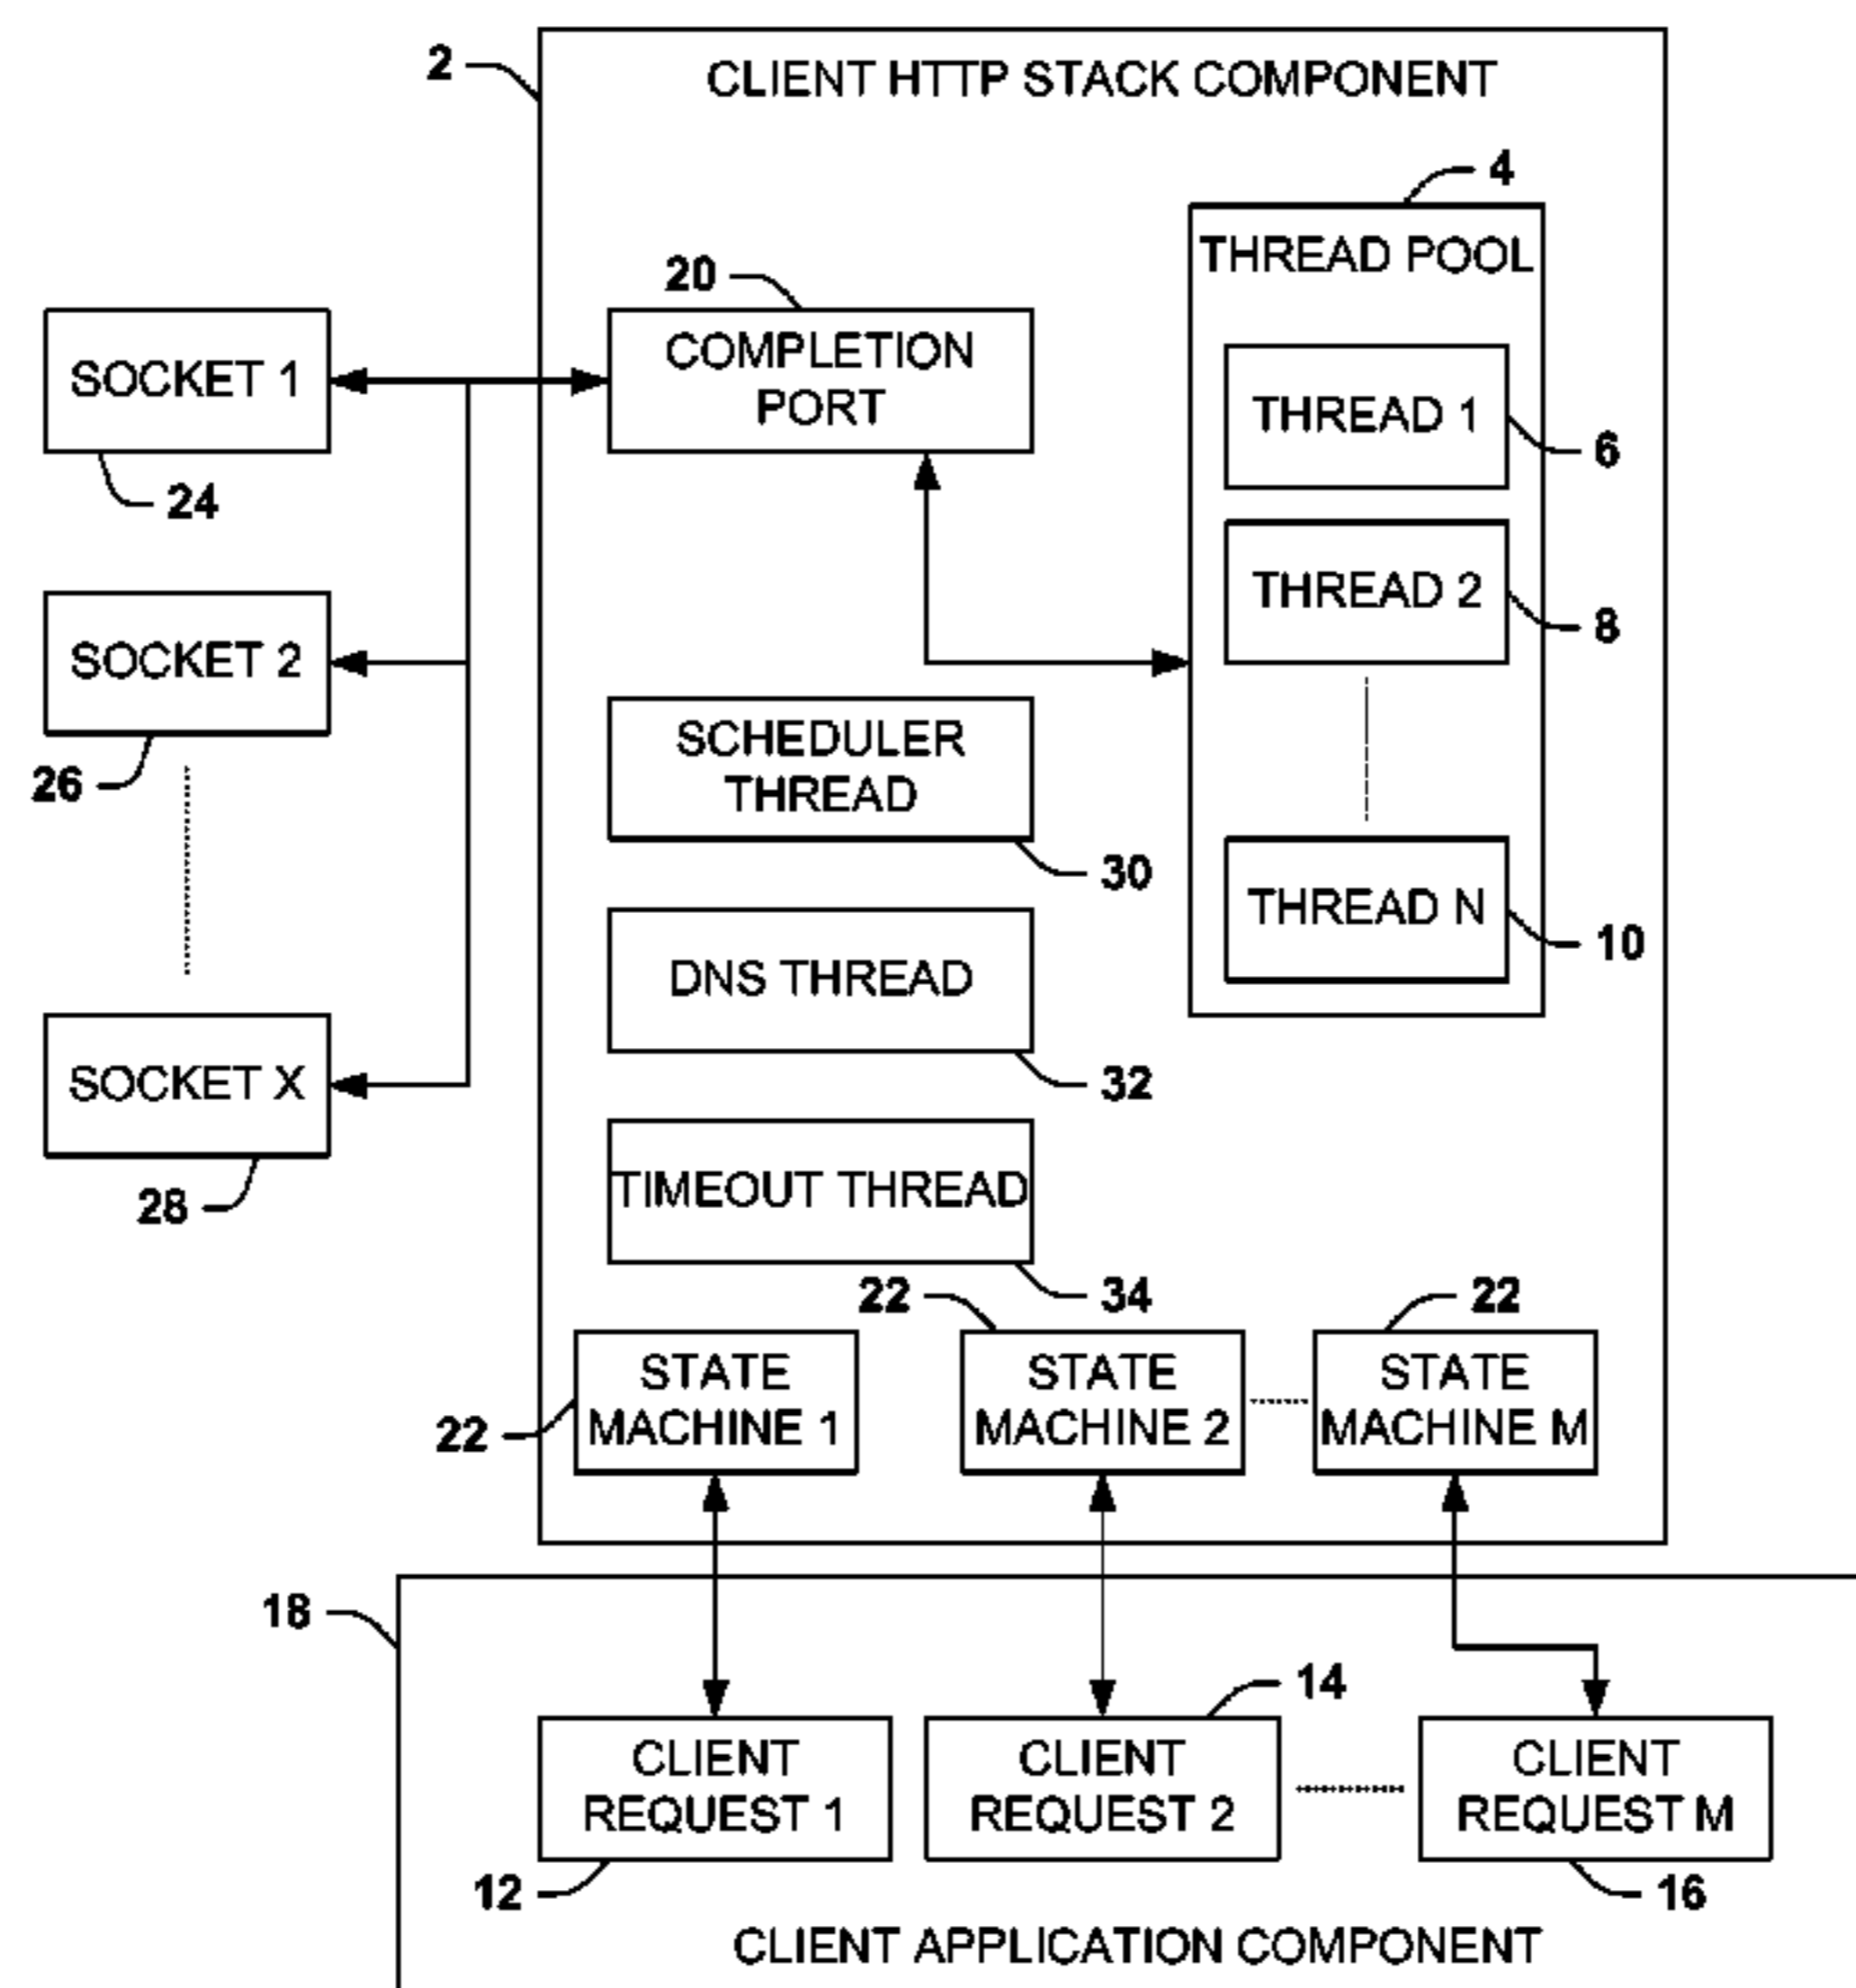 2
CLIENT HTTP STACK COMPONENT
4
THREAD POOL
20
COMPLETION
PORT
SOCKET 1
24
THREAD 1
6
THREAD 2
8
SOCKET 2
26
SCHEDULER
THREAD
30
THREAD N
10
DNS THREAD
32
SOCKET X
28
TIMEOUT THREAD
34
22
22
STATE
MACHINE 1
22
STATE
MACHINE 2
STATE
MACHINE M
18
14
CLIENT
REQUEST 1
12
CLIENT
REQUEST 2
CLIENT
REQUEST M
16
CLIENT APPLICATION COMPONENT